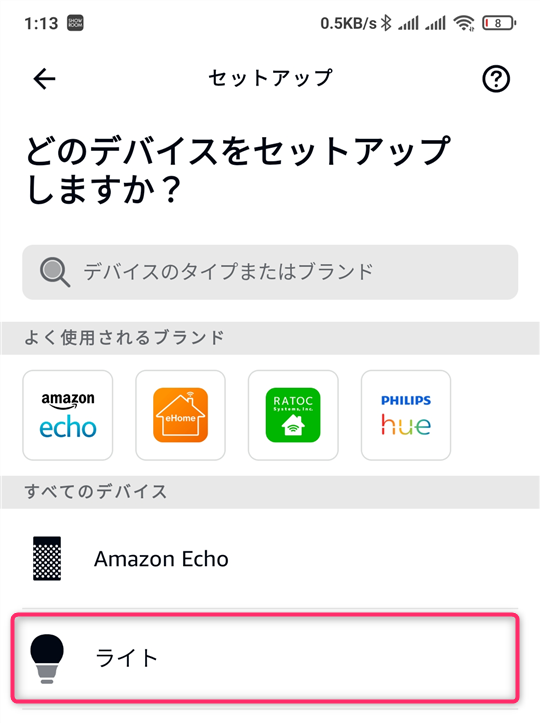 1:13 SHOW ROOM 0.5KB/s 8
セットアップ
どのデバイスをセットアップ
しますか？
デバイスのタイプまたはブランド
よく使用されるブランド
amazon
echo
eHome
RATOC
Systems, Inc.
PHILIPS
hue
すべてのデバイス
Amazon Echo
ライト